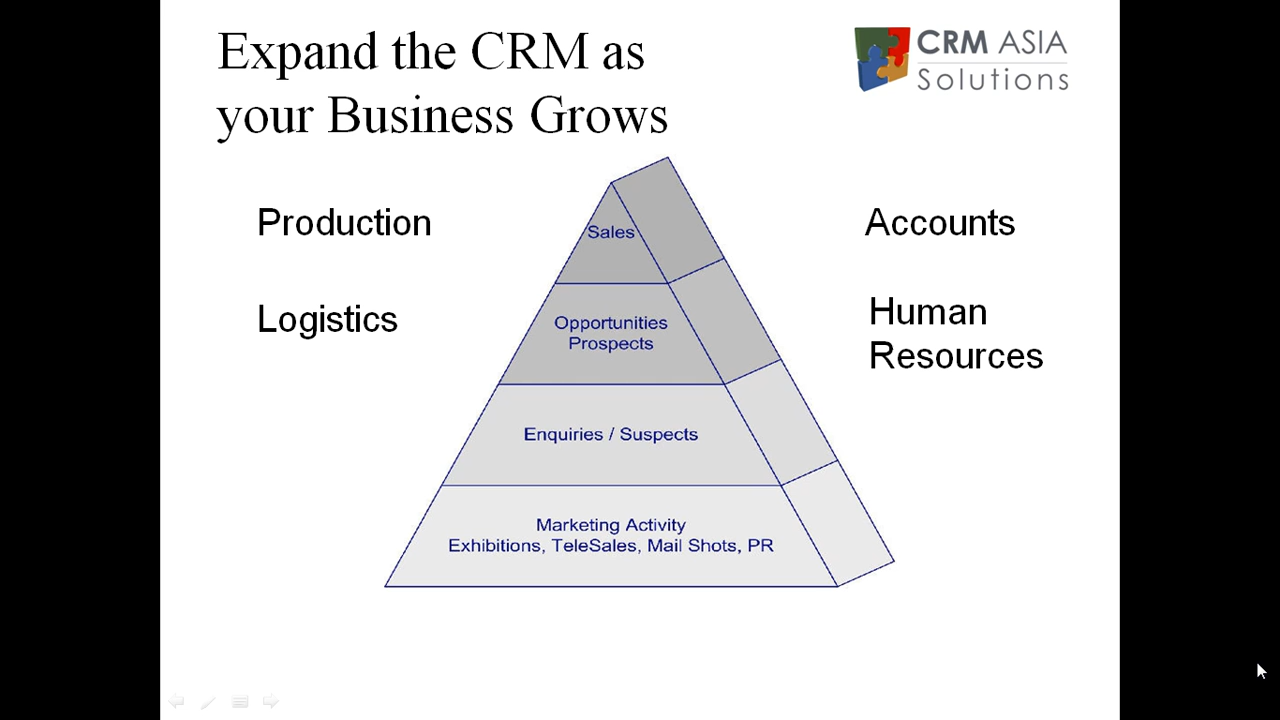 Expand the CRM as
your Business Grows
CRM ASIA
Solutions
Production
Accounts
Logistics
Human
Resources
Sales
Opportunities
Prospects
Enquiries / Suspects
Marketing Activity
Exhibitions, TeleSales, Mail Shots, PR